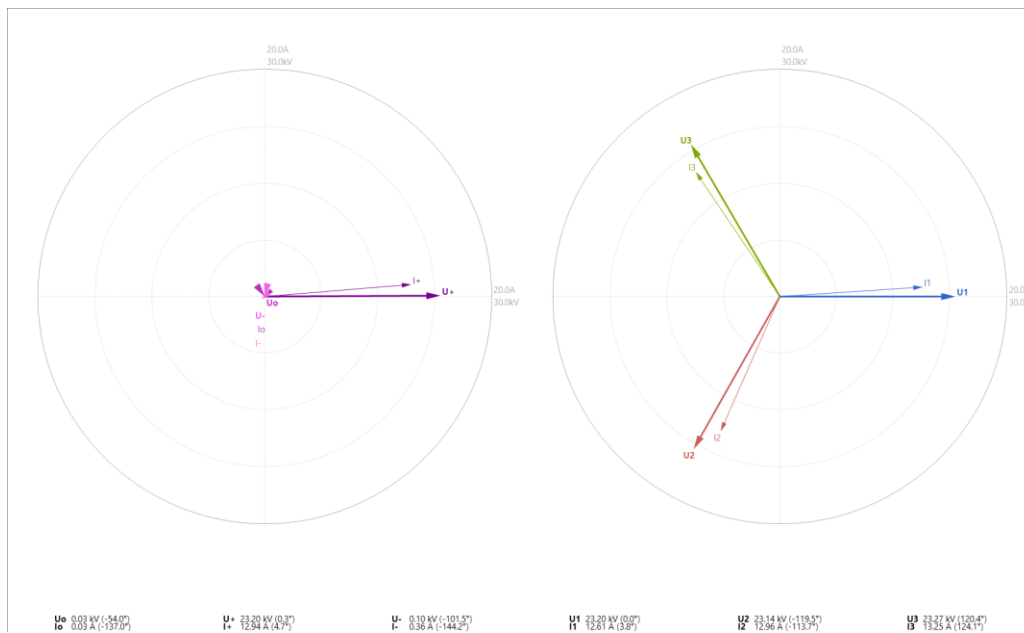 20.0A
30.0kV
20.0A
30.0kV
U3
I3
I+
U+
20.0A
30.0kV
I1
U1
20.0
30.0
Uo
U-
Io
I-
I2
U2
Uo 0.03 kV (-54.0°) U+ 23.20 kV (0.3°) U- 0.10 kV (-101.5°) U1 23.20 kV (0.0°) U2 23.14 kV (-119.5°) U3 23.27 kV (120.4°)
Io 0.03 A (-137.0°) I+ 12.94 A (4.7°) I- 0.36 A (-144.2°) I1 12.61 A (3.8°) I2 12.96 A (-113.7°) I3 13.25 A (124.1°)